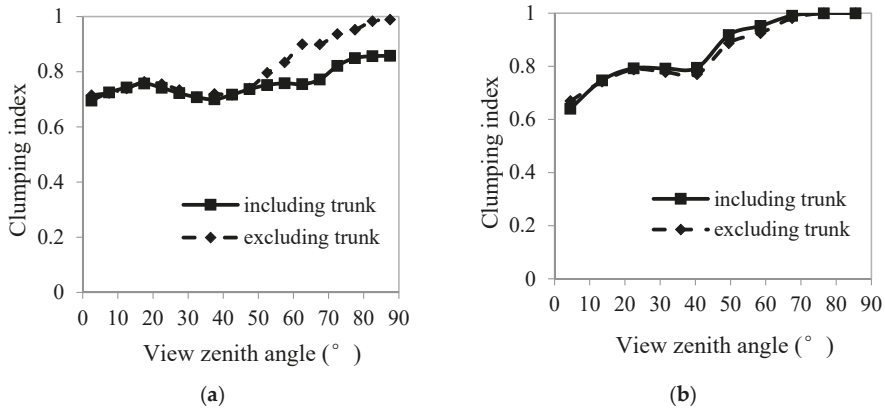 Clumping index
1
0.8
0.6
0.4
0.2
0
including trunk
excluding trunk
0 10 20 30 40 50 60 70 80 90
View zenith angle (° )
(a)
Clumping index
1
0.8
0.6
0.4
0.2
0
including trunk
excluding trunk
0 10 20 30 40 50 60 70 80 90
View zenith angle (° )
(b)